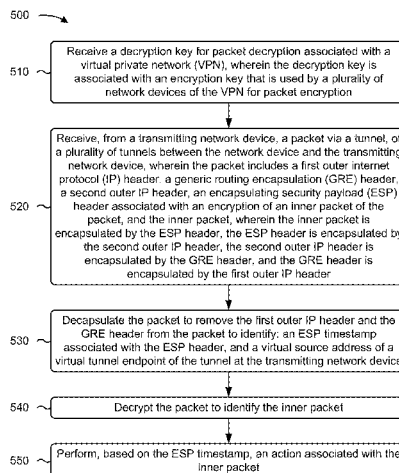 500
510
Receive a decryption key for packet decryption associated with a
virtual private network (VPN), wherein the decryption key is
associated with an encryption key that is used by a plurality of
network devices of the VPN for packet encryption
520
Receive, from a transmitting network device, a packet via a tunnel, of
a plurality of tunnels between the network device and the transmitting
network device, wherein the packet includes a first outer internet
protocol (IP) header, a generic routing encapsulation (GRE) header,
a second outer IP header, an encapsulating security payload (ESP)
header associated with an encryption of an inner packet of the
packet, and the inner packet, wherein the inner packet is
encapsulated by the ESP header, the ESP header is encapsulated by
the second outer IP header, the second outer IP header is
encapsulated by the GRE header, and the GRE header is
encapsulated by the first outer IP header
530
Decapsulate the packet to remove the first outer IP header and the
GRE header from the packet to identify: an ESP timestamp
associated with the ESP header, and a virtual source address of a
virtual tunnel endpoint of the tunnel at the transmitting network device
540
Decrypt the packet to identify the inner packet
550
Perform, based on the ESP timestamp, an action associated with the
inner packet